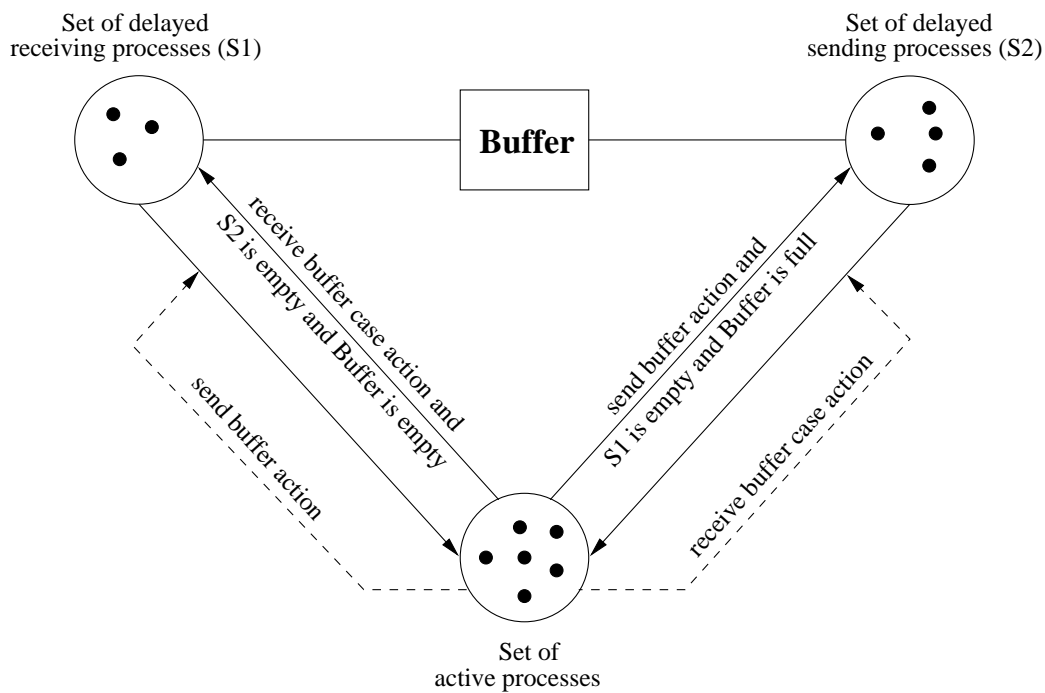 Set of delayed
receiving processes (S1)
Set of delayed
sending processes (S2)
Buffer
receive buffer case action and
S2 is empty and Buffer is empty
send buffer action and
S1 is empty and Buffer is full
send buffer action
receive buffer case action
Set of
active processes